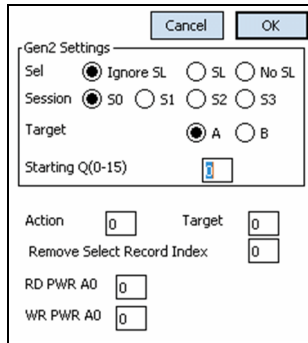 Cancel OK
Gen2 Settings
Sel Ignore SL SL No SL
Session S0 S1 S2 S3
Target A B
Starting Q(0-15) 0
Action 0 Target 0
Remove Select Record Index 0
RD PWR A0 0
WR PWR A0 0